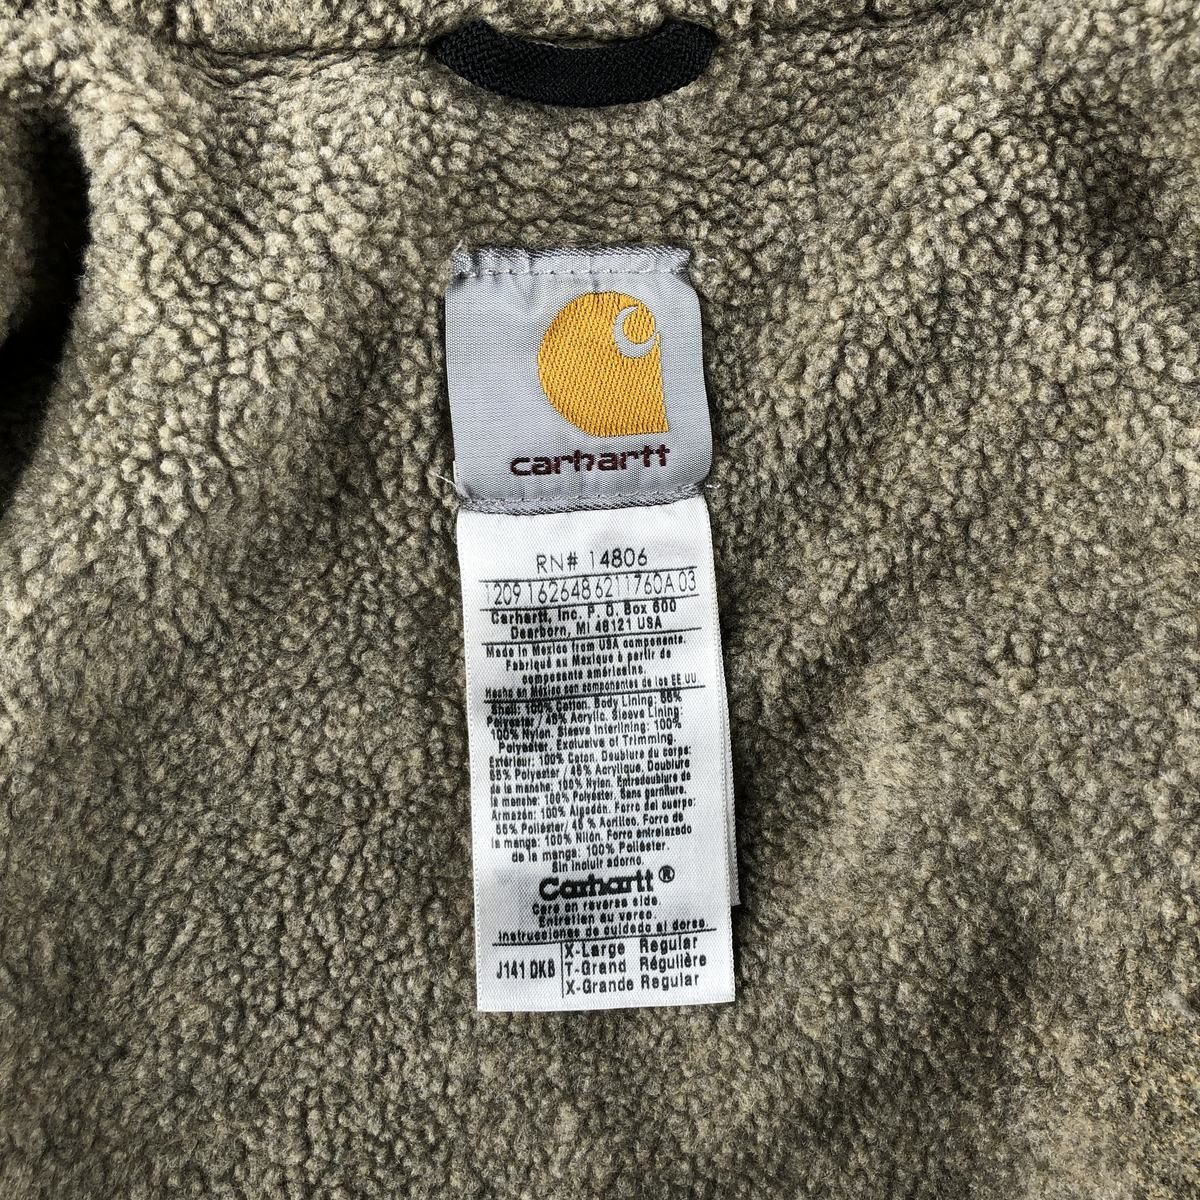 carhartt
RN# 14806
1209 1626486211760A 03
Carhartt, Inc. P. O. Box 600
Dearborn, MI 48121 USA
Made in Mexico from USA components.
Fabriqué au Mexique à partir de
composants américains.
Hecho en México con componentes de los EE UU.
Shell: 100% Cotton. Body Lining:
Polyester / 45% Acrylic. Sleeve Lining:
100% Nylon. Sleeve Interlining: 100%
Polyester. Exclusive of Trimming.
Extérieur: 100% Coton. Doublure du corps:
55% Polyester / 45% Acrylique. Doublure
de la manche: 100% Nylon. Entredoublure de
la manche: 100% Polyester. Sans garniture.
Armazón: 100% Algodón. Forro del cuerpo:
55% Poliéster/ 45 % Acrílico. Forro de
la manga: 100% Nilón. Forro entrelazado
de la manga: 100% Poliéster.
Sin incluir adorno.
Carhartt®
Care on reverse side.
Entretien au verso.
Instrucciones de cuidado al dorso.
J141 DKB
X-Large Regular
T-Grand Régulière
X-Grande Regular